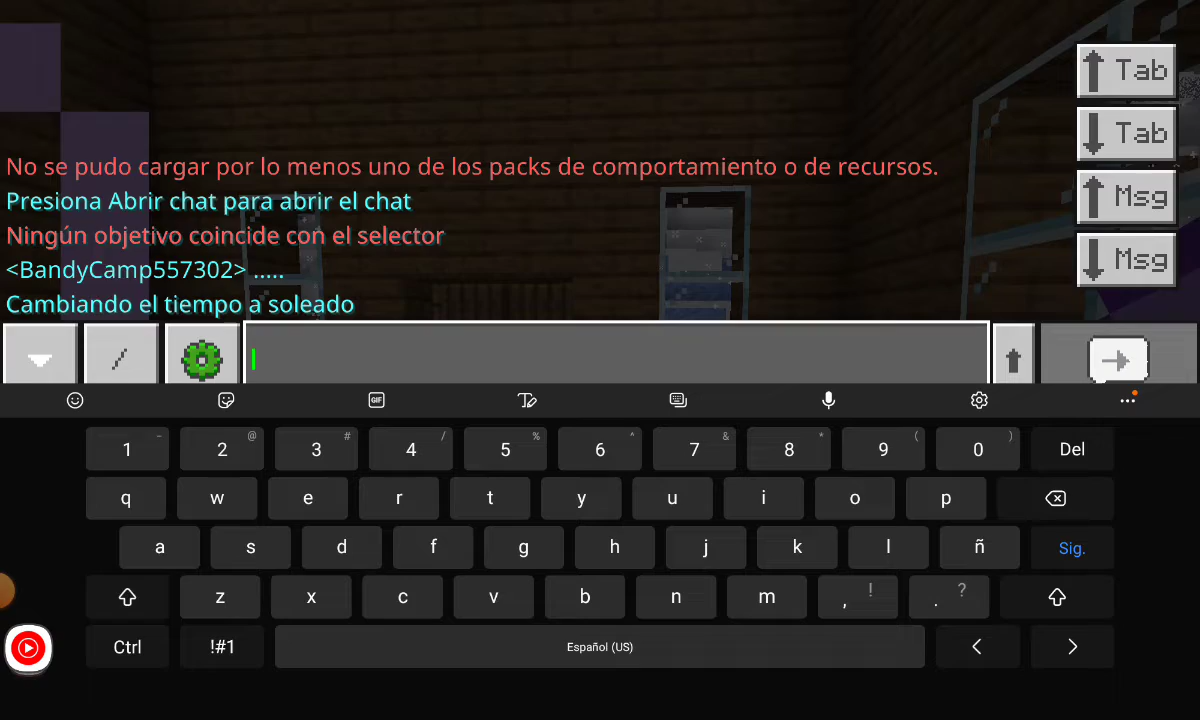 Tab
Tab
No se pudo cargar por lo menos uno de los packs de comportamiento o de recursos.
Presiona Abrir chat para abrir el chat
Msg
Ningún objetivo coincide con el selector
<BandyCamp557302> .....
Msg
Cambiando el tiempo a soleado
/
GIF
1 - 2 @ 3 # 4 / 5 % 6 ^ 7 & 8 * 9 ( 0 ) Del
q w e r t y u i o p
a s d f g h j k l ñ Sig.
z x c v b n m , ! . ?
Ctrl !#1 Español (US) < >